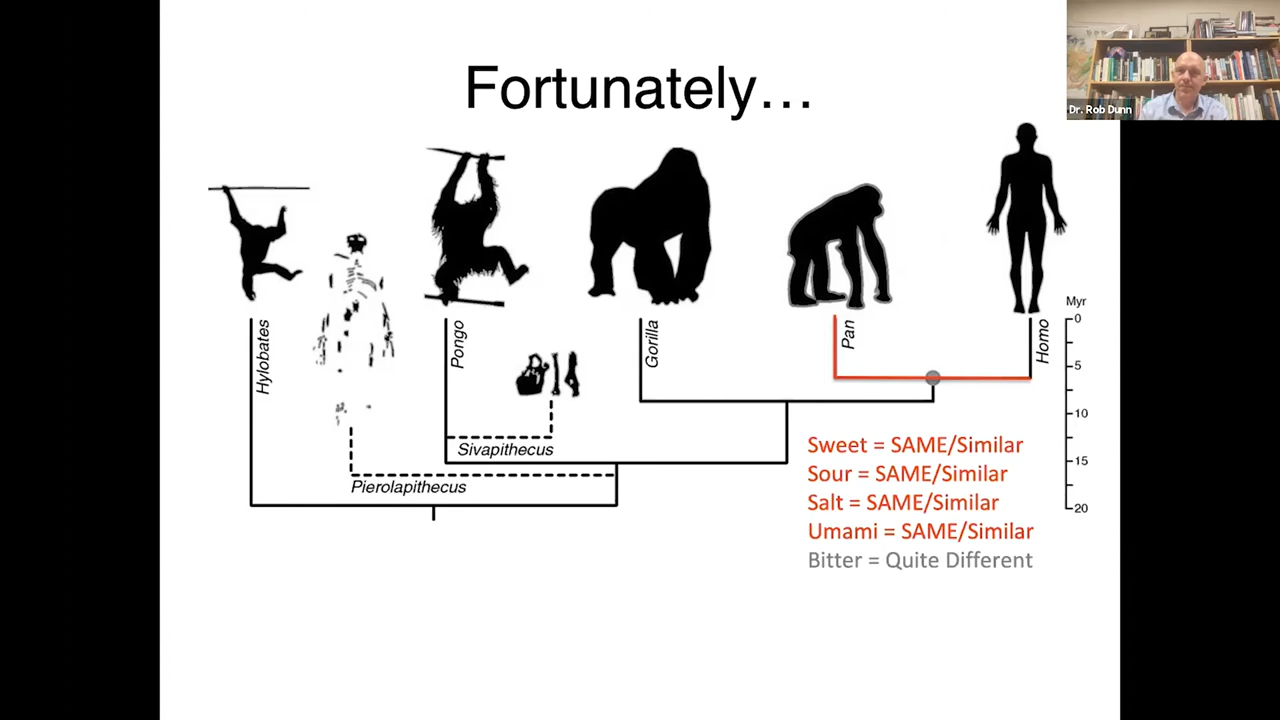 Fortunately…
Dr. Rob Dunn
Hylobates
Pongo
Gorilla
Pan
Homo
Myr
0
5
10
15
20
Sivapithecus
Pierolapithecus
Sweet = SAME/Similar
Sour = SAME/Similar
Salt = SAME/Similar
Umami = SAME/Similar
Bitter = Quite Different